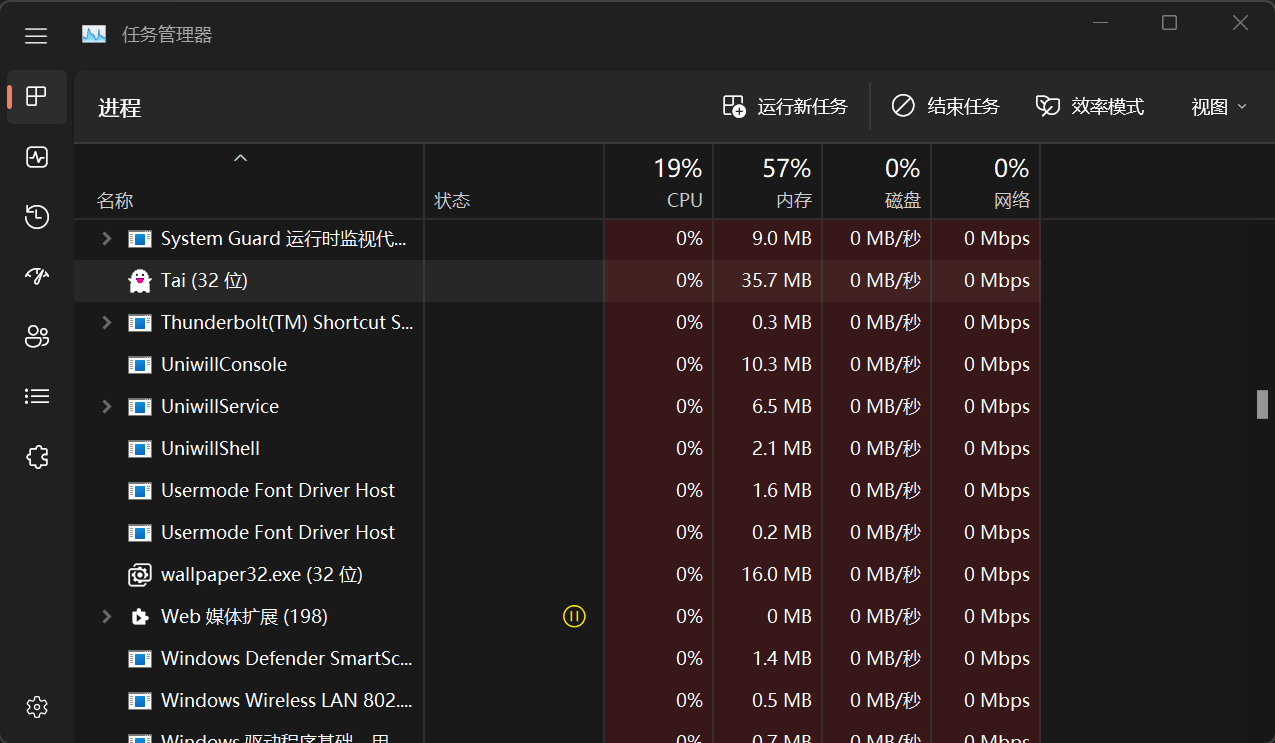 任务管理器
进程
运行新任务 结束任务 效率模式 视图
19% 57% 0% 0%
名称 状态 CPU 内存 磁盘 网络
System Guard 运行时监视代... 0% 9.0 MB 0 MB/秒 0 Mbps
Tai (32 位) 0% 35.7 MB 0 MB/秒 0 Mbps
Thunderbolt(TM) Shortcut S... 0% 0.3 MB 0 MB/秒 0 Mbps
UniwillConsole 0% 10.3 MB 0 MB/秒 0 Mbps
UniwillService 0% 6.5 MB 0 MB/秒 0 Mbps
UniwillShell 0% 2.1 MB 0 MB/秒 0 Mbps
Usermode Font Driver Host 0% 1.6 MB 0 MB/秒 0 Mbps
Usermode Font Driver Host 0% 0.2 MB 0 MB/秒 0 Mbps
wallpaper32.exe (32 位) 0% 16.0 MB 0 MB/秒 0 Mbps
Web 媒体扩展 (198) 0% 0 MB 0 MB/秒 0 Mbps
Windows Defender SmartSc... 0% 1.4 MB 0 MB/秒 0 Mbps
Windows Wireless LAN 802.... 0% 0.5 MB 0 MB/秒 0 Mbps
Windows 驱动程序基础 - 用... 0% 0.7 MB 0 MB/秒 0 Mbps